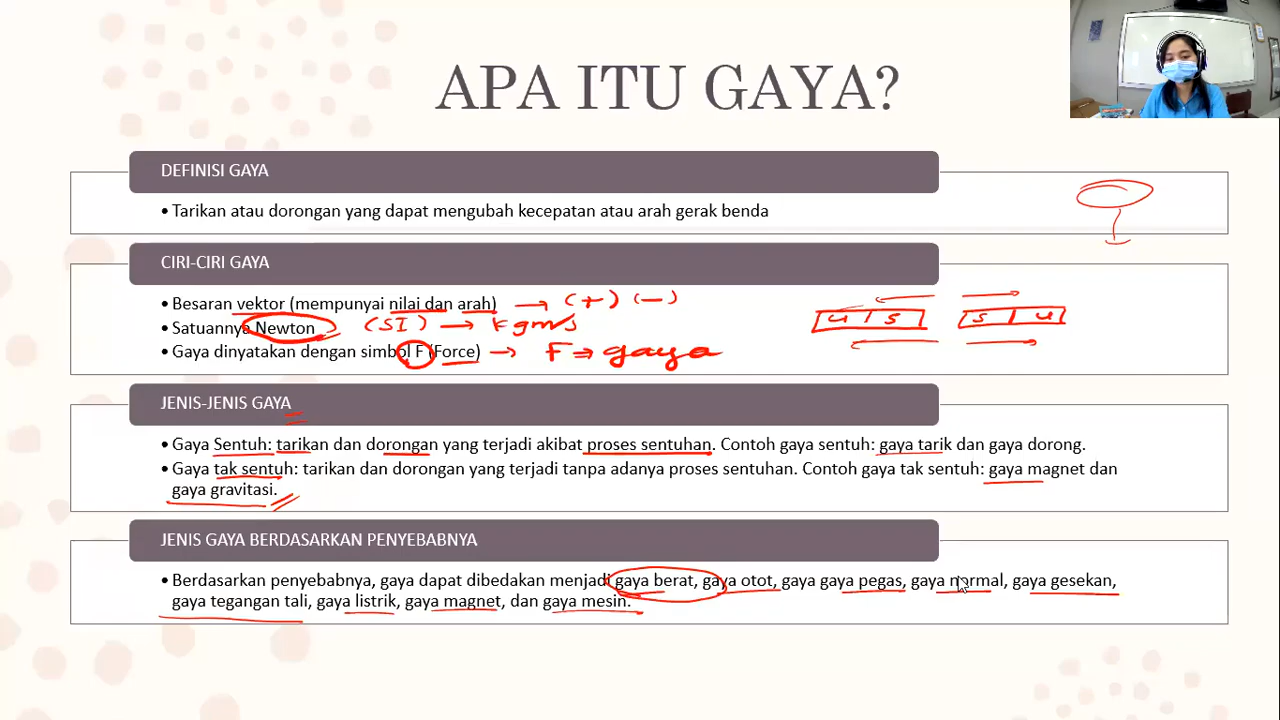 APA ITU GAYA?
DEFINISI GAYA
• Tarikan atau dorongan yang dapat mengubah kecepatan atau arah gerak benda
CIRI-CIRI GAYA
• Besaran vektor (mempunyai nilai dan arah) → (+) (−)
• Satuannya Newton (SI) → kgm/s
• Gaya dinyatakan dengan simbol F (Force) → F → gaya
U S S U
JENIS-JENIS GAYA
• Gaya Sentuh: tarikan dan dorongan yang terjadi akibat proses sentuhan. Contoh gaya sentuh: gaya tarik dan gaya dorong.
• Gaya tak sentuh: tarikan dan dorongan yang terjadi tanpa adanya proses sentuhan. Contoh gaya tak sentuh: gaya magnet dan
gaya gravitasi.
JENIS GAYA BERDASARKAN PENYEBABNYA
• Berdasarkan penyebabnya, gaya dapat dibedakan menjadi gaya berat, gaya otot, gaya gaya pegas, gaya normal, gaya gesekan,
gaya tegangan tali, gaya listrik, gaya magnet, dan gaya mesin.